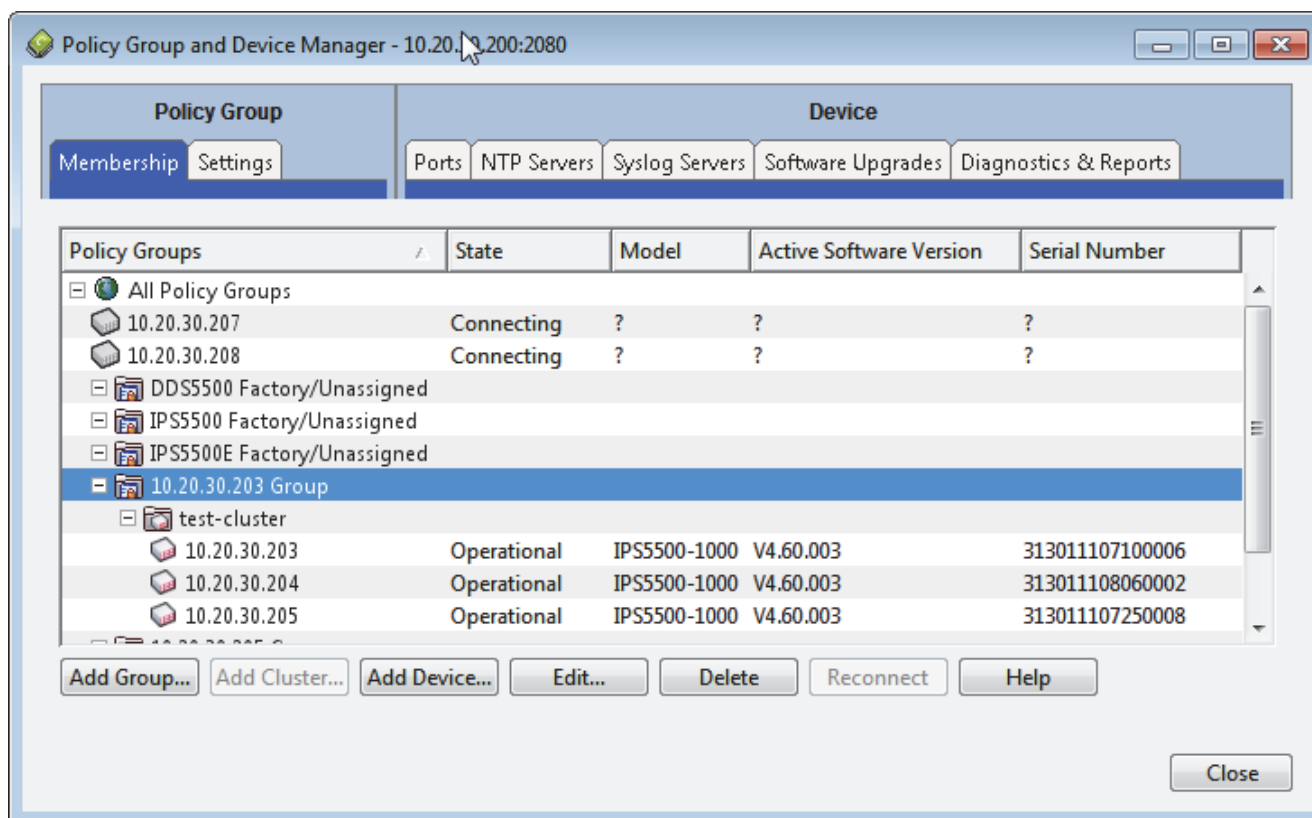 Policy Group and Device Manager - 10.20. .200:2080
Policy Group Device
Membership Settings Ports NTP Servers Syslog Servers Software Upgrades Diagnostics & Reports
Policy Groups State Model Active Software Version Serial Number
All Policy Groups
10.20.30.207 Connecting ? ? ?
10.20.30.208 Connecting ? ? ?
DDS5500 Factory/Unassigned
IPS5500 Factory/Unassigned
IPS5500E Factory/Unassigned
10.20.30.203 Group
test-cluster
10.20.30.203 Operational IPS5500-1000 V4.60.003 313011107100006
10.20.30.204 Operational IPS5500-1000 V4.60.003 313011108060002
10.20.30.205 Operational IPS5500-1000 V4.60.003 313011107250008
Add Group... Add Cluster... Add Device... Edit... Delete Reconnect Help
Close